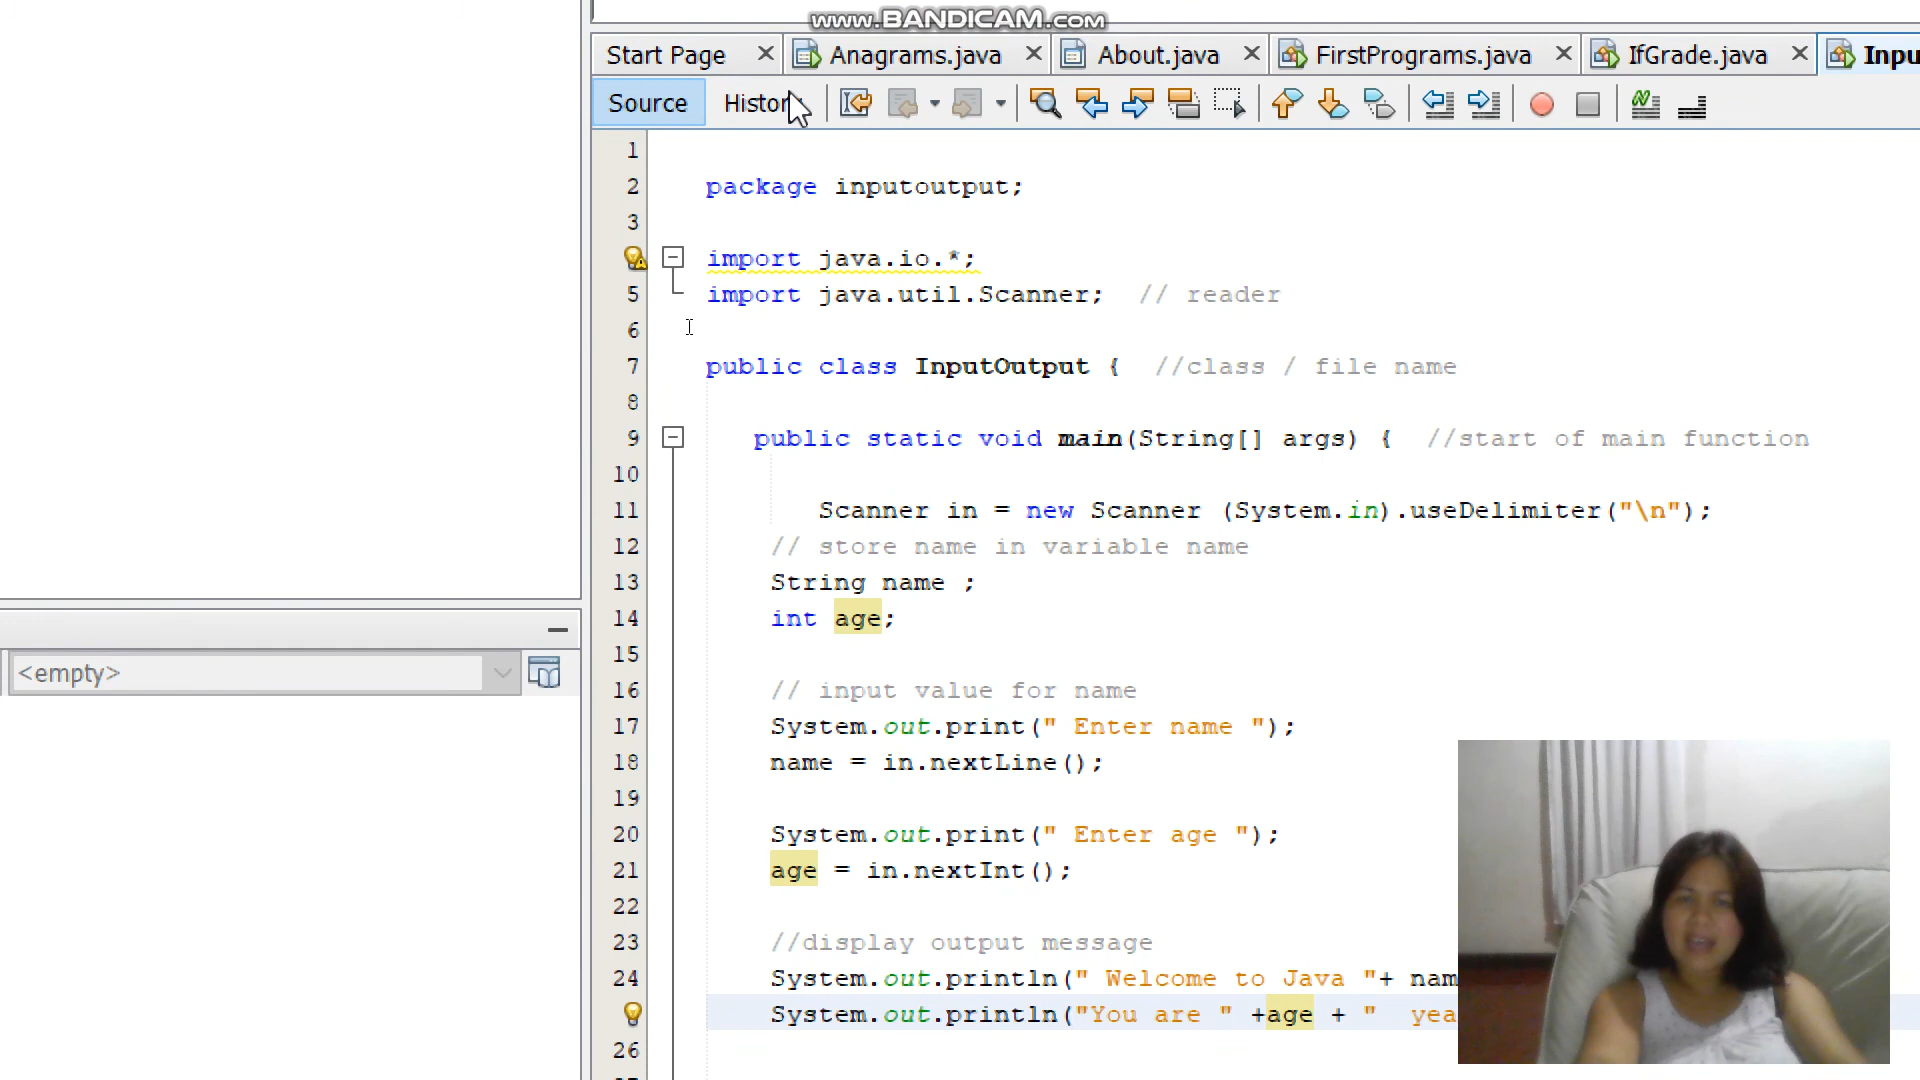 www.BANDICAM.com
Start Page Anagrams.java About.java FirstPrograms.java IfGrade.java
Source
1
2 package inputoutput;
3
import java.io.*;
5 import java.util.Scanner; // reader
6
7 public class InputOutput { //class / file name
8
9 public static void main(String[] args) { //start of main function
10
11 Scanner in = new Scanner (System.in).useDelimiter("\n");
12 // store name in variable name
13 String name ;
14 int age;
15
16 // input value for name
17 System.out.print(" Enter name ");
18 name = in.nextLine();
19
20 System.out.print(" Enter age ");
21 age = in.nextInt();
22
23 //display output message
24 System.out.println(" Welcome to Java "+ nam
System.out.println("You are " +age + " yea
26
<empty>